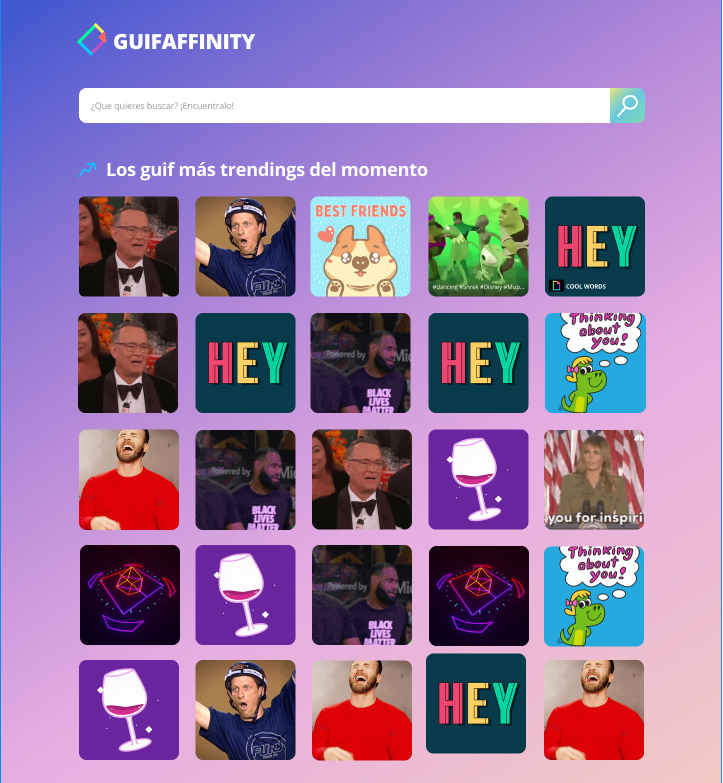 GUIFAFFINITY
¿Que quieres buscar? ¡Encuentralo!
Los guif más trendings del momento
BEST FRIENDS
#dancing #Shrek #Disney #Mup...
HEY
COOL WORDS
HEY
Powered by
BLACK
LIVES
MATTER
HEY
Thinking
about
you!
Powered by
BLACK
LIVES
MATTER
you for inspiri
Powered by
BLACK
LIVES
MATTER
Thinking
about
you!
HEY